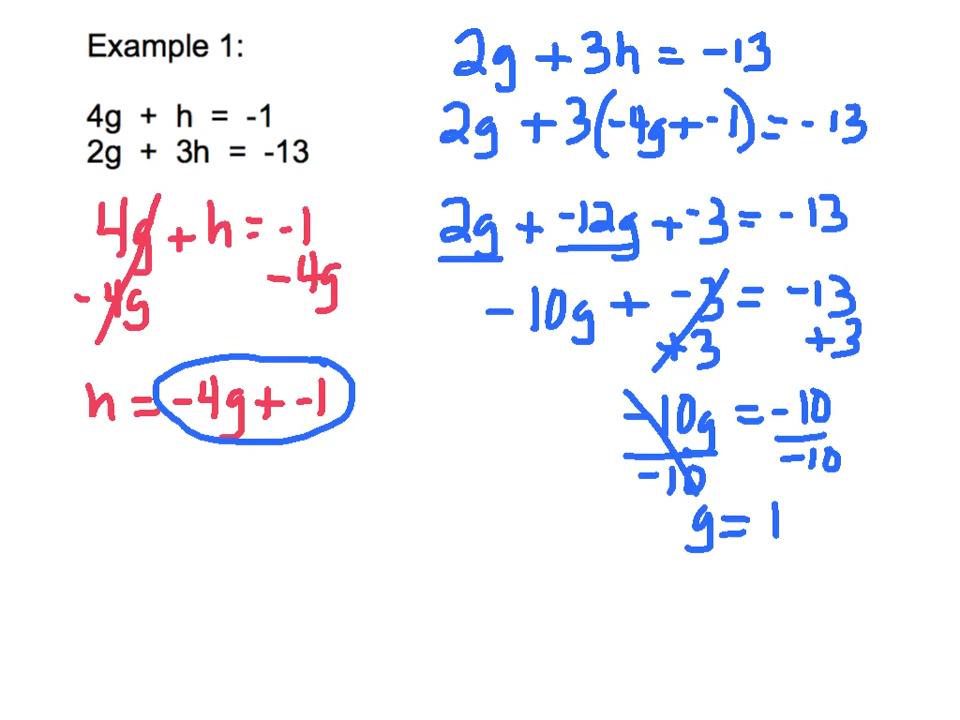 Example 1:
4g + h = -1
2g + 3h = -13
4g + h = -1
-4g -4g
h = -4g + -1
2g + 3h = -13
2g + 3(-4g + -1) = -13
2g + -12g + -3 = -13
-10g + -3 = -13
+3 +3
-10g = -10
-10 -10
g = 1